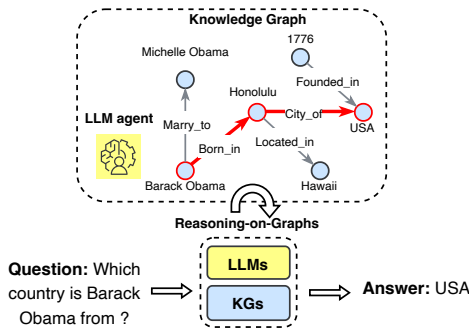 Knowledge Graph
1776
Michelle Obama
Founded_in
Honolulu
LLM agent
City_of
USA
Marry_to
Born_in
Located_in
Barack Obama
Hawaii
Reasoning-on-Graphs
LLMs
KGs
Question: Which
country is Barack
Obama from ?
Answer: USA